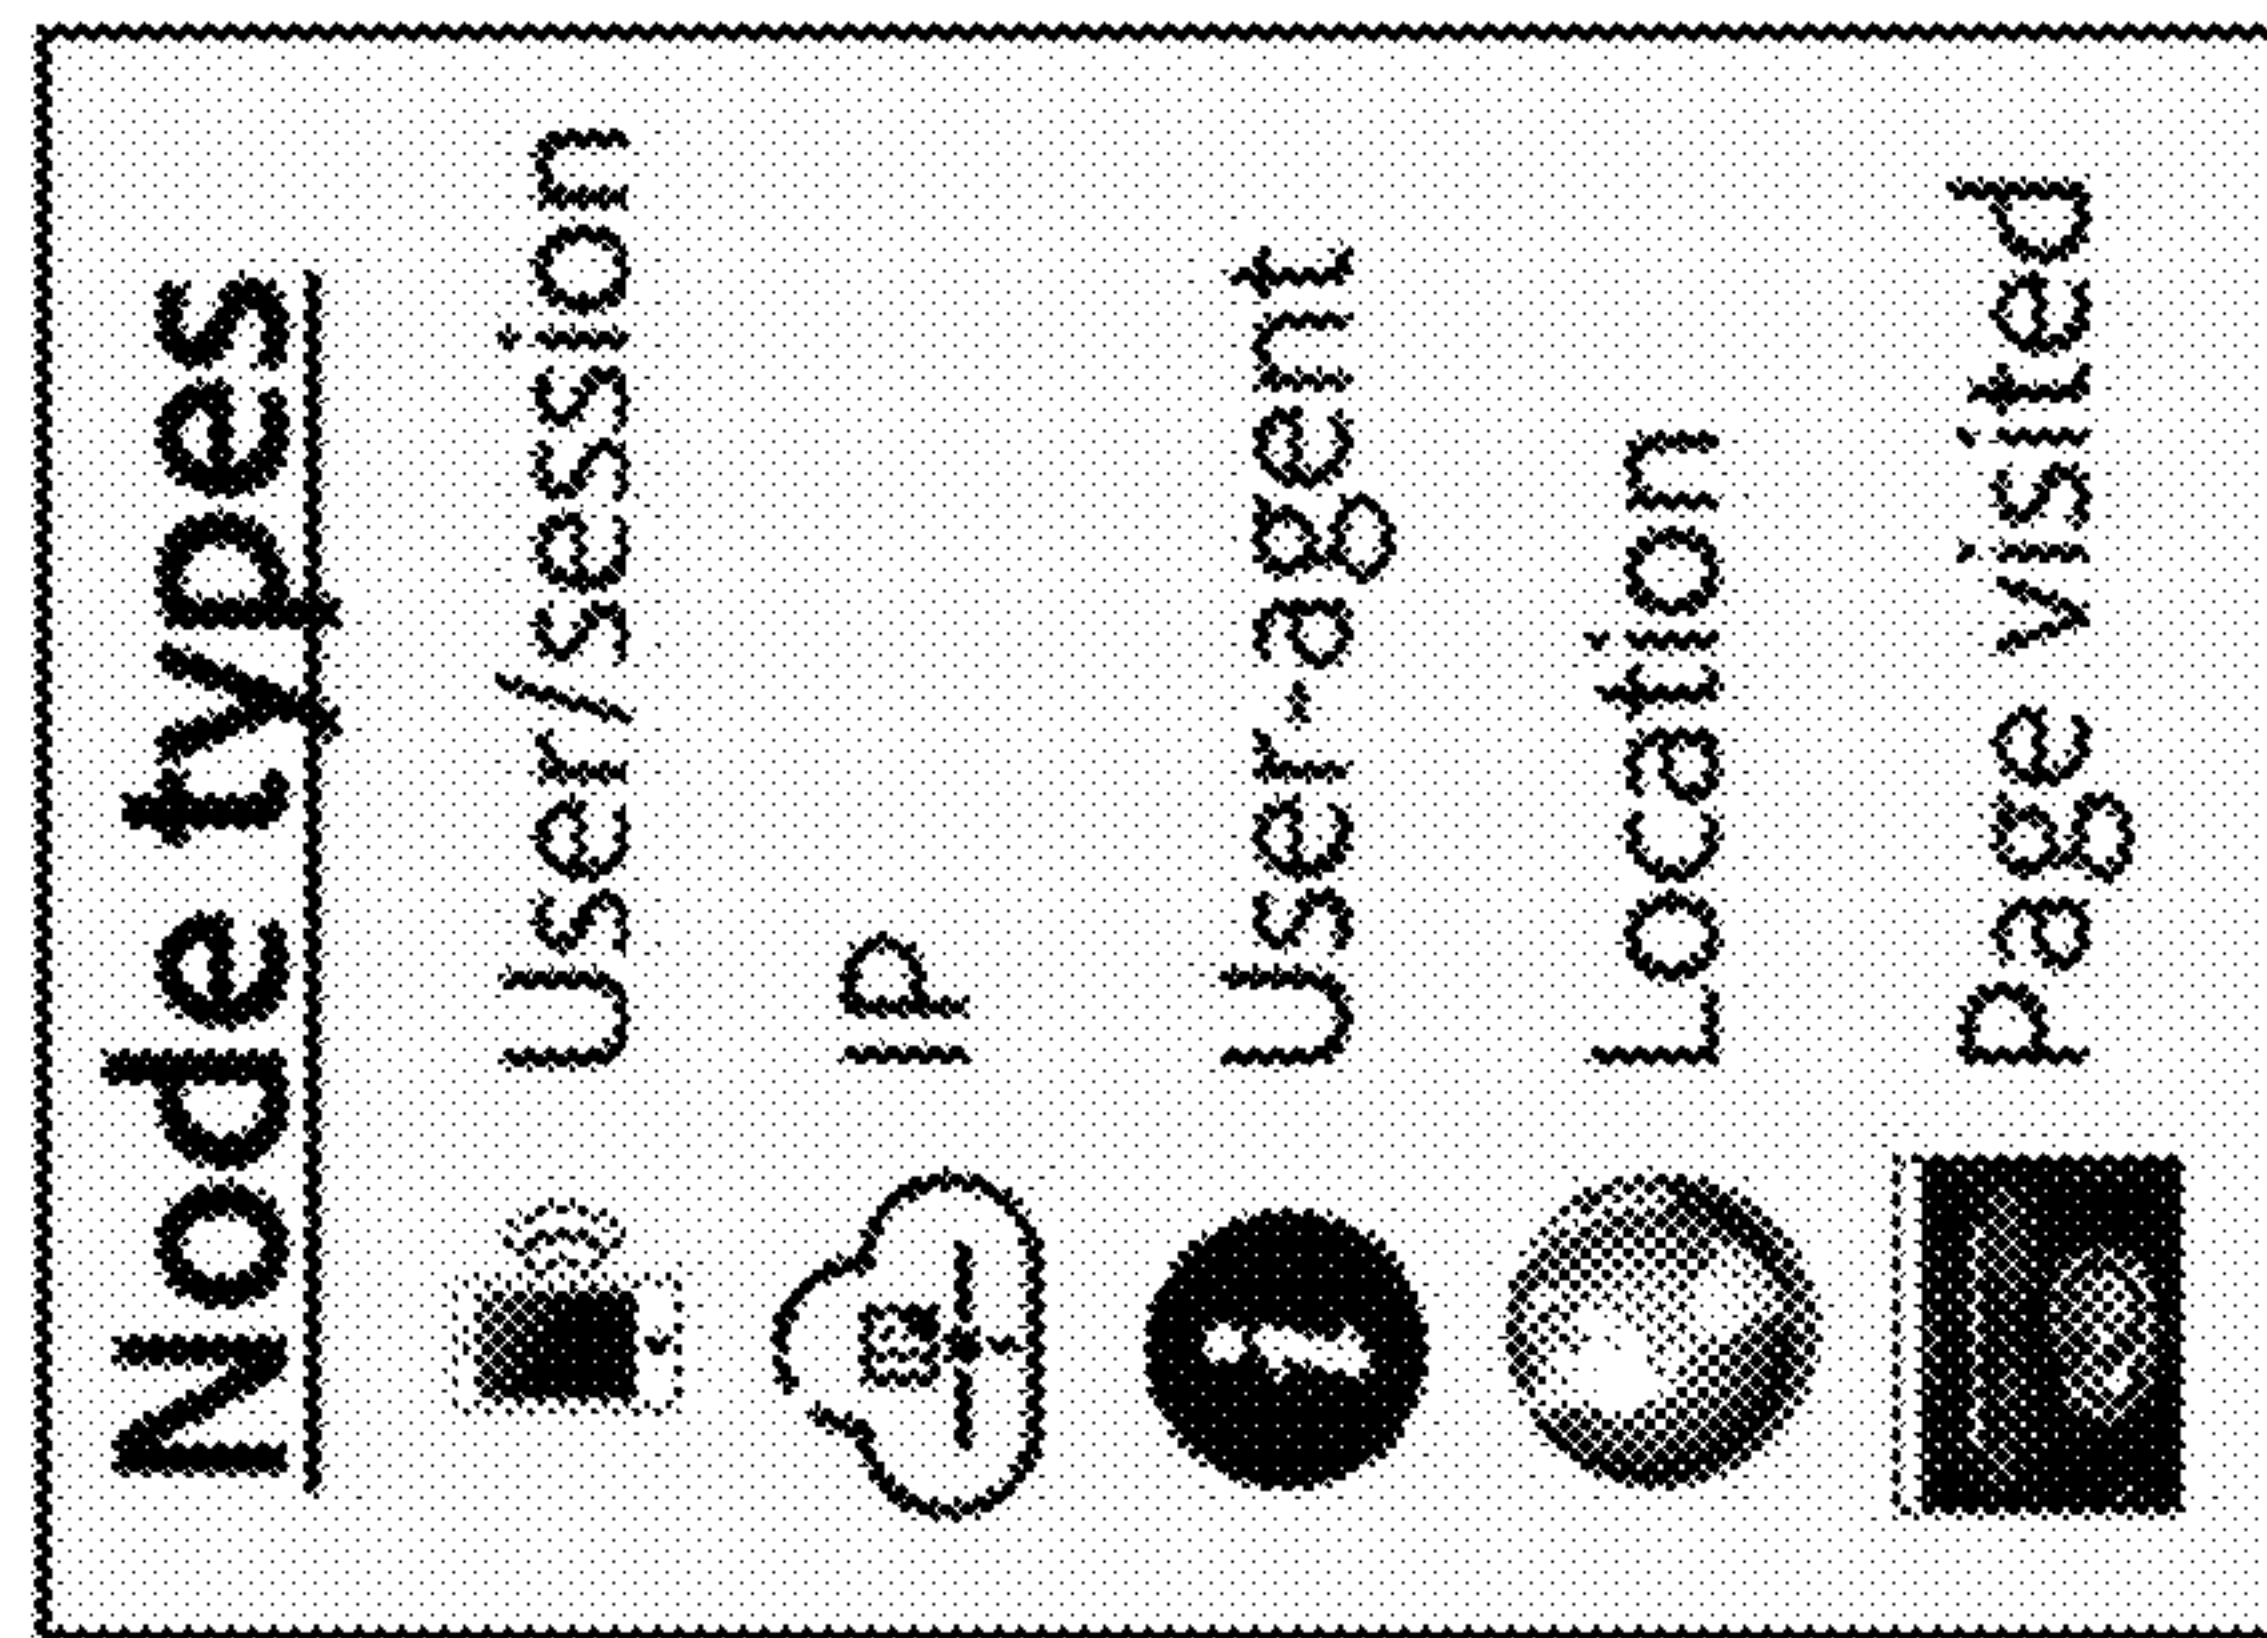 Node types
User/session
IP
User-agent
Location
Page visited